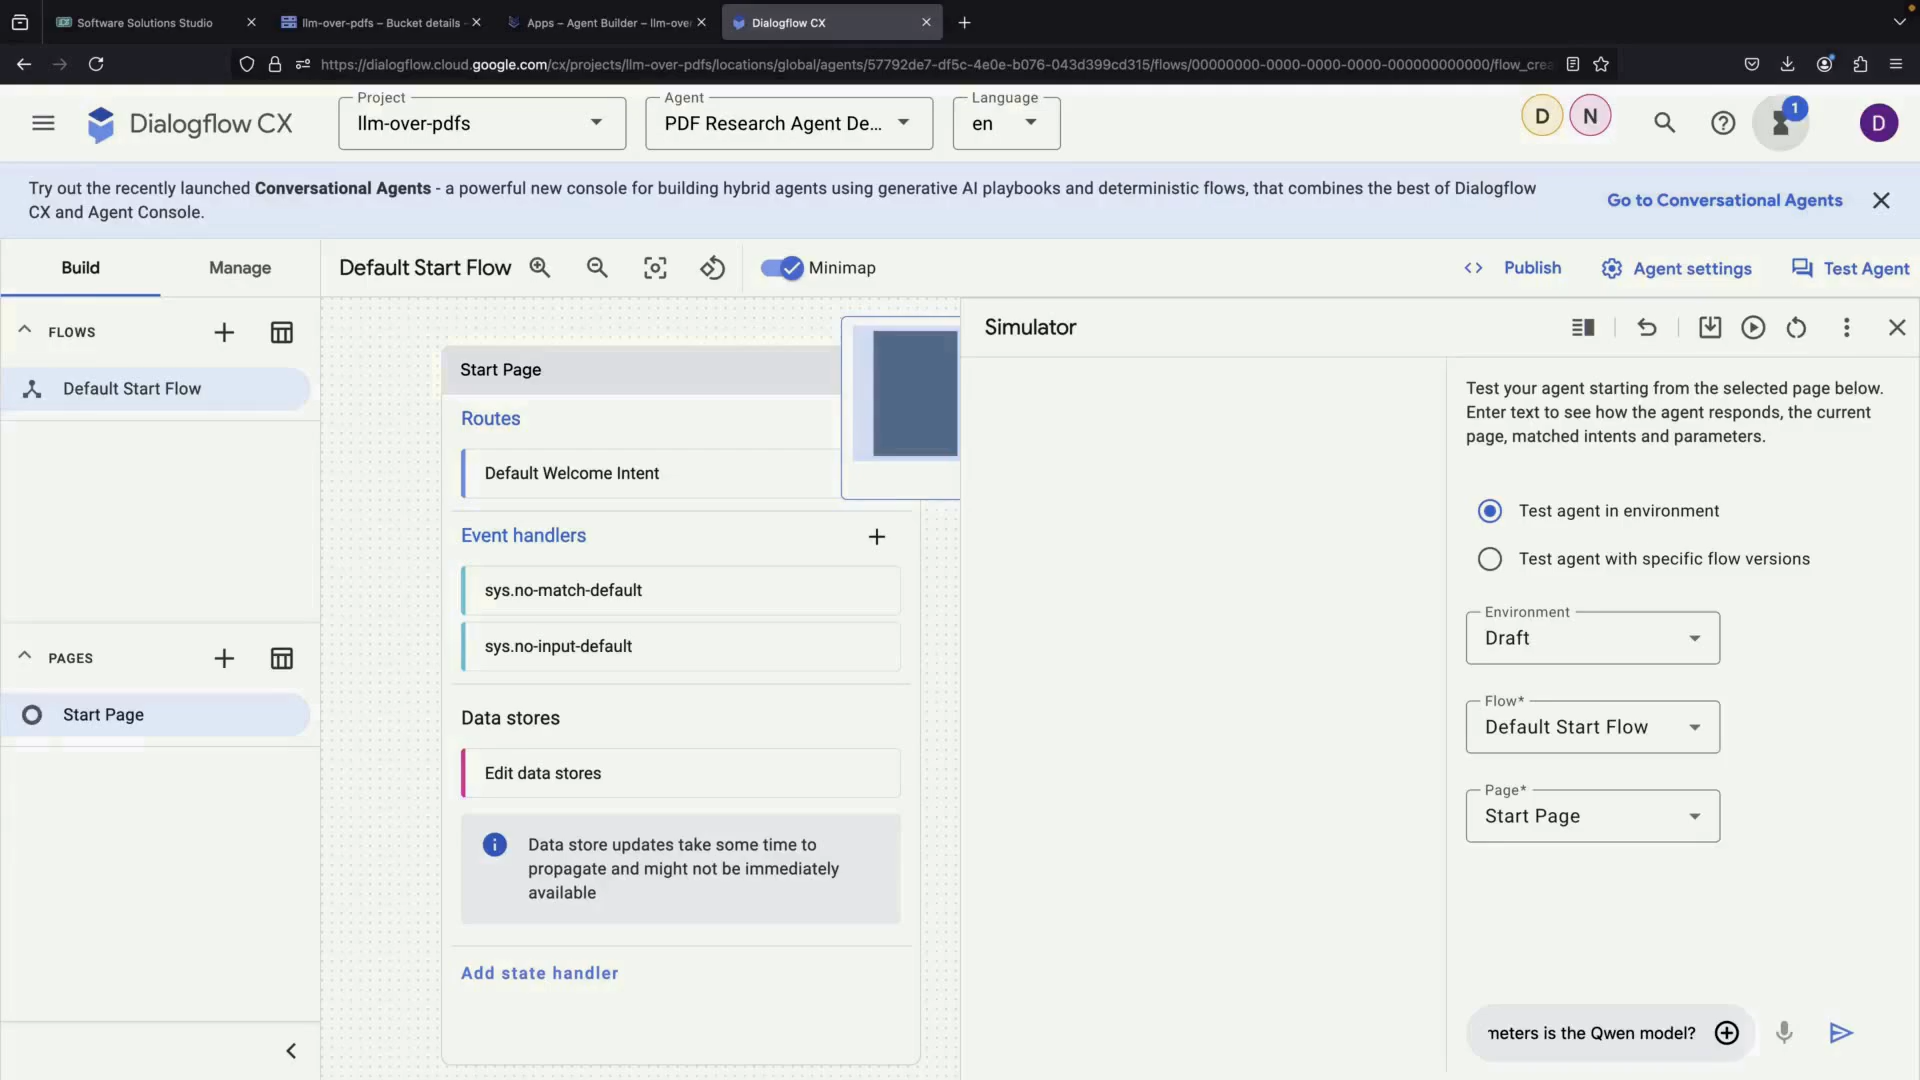 Software Solutions Studio
llm-over-pdfs – Bucket details
Apps – Agent Builder – llm-over
Dialogflow CX
https://dialogflow.cloud.google.com/cx/projects/llm-over-pdfs/locations/global/agents/57792de7-df5c-4e0e-b076-043d399cd315/flows/00000000-0000-0000-0000-000000000000/flow_crea
Dialogflow CX
Project
llm-over-pdfs
Agent
PDF Research Agent De...
Language
en
D
N
1
D
Try out the recently launched Conversational Agents - a powerful new console for building hybrid agents using generative AI playbooks and deterministic flows, that combines the best of Dialogflow
CX and Agent Console.
Go to Conversational Agents
Build
Manage
Default Start Flow
Minimap
Publish
Agent settings
Test Agent
FLOWS
Default Start Flow
PAGES
Start Page
Start Page
Routes
Default Welcome Intent
Event handlers
sys.no-match-default
sys.no-input-default
Data stores
Edit data stores
Data store updates take some time to
propagate and might not be immediately
available
Add state handler
Simulator
Test your agent starting from the selected page below.
Enter text to see how the agent responds, the current
page, matched intents and parameters.
Test agent in environment
Test agent with specific flow versions
Environment
Draft
Flow*
Default Start Flow
Page*
Start Page
meters is the Qwen model?